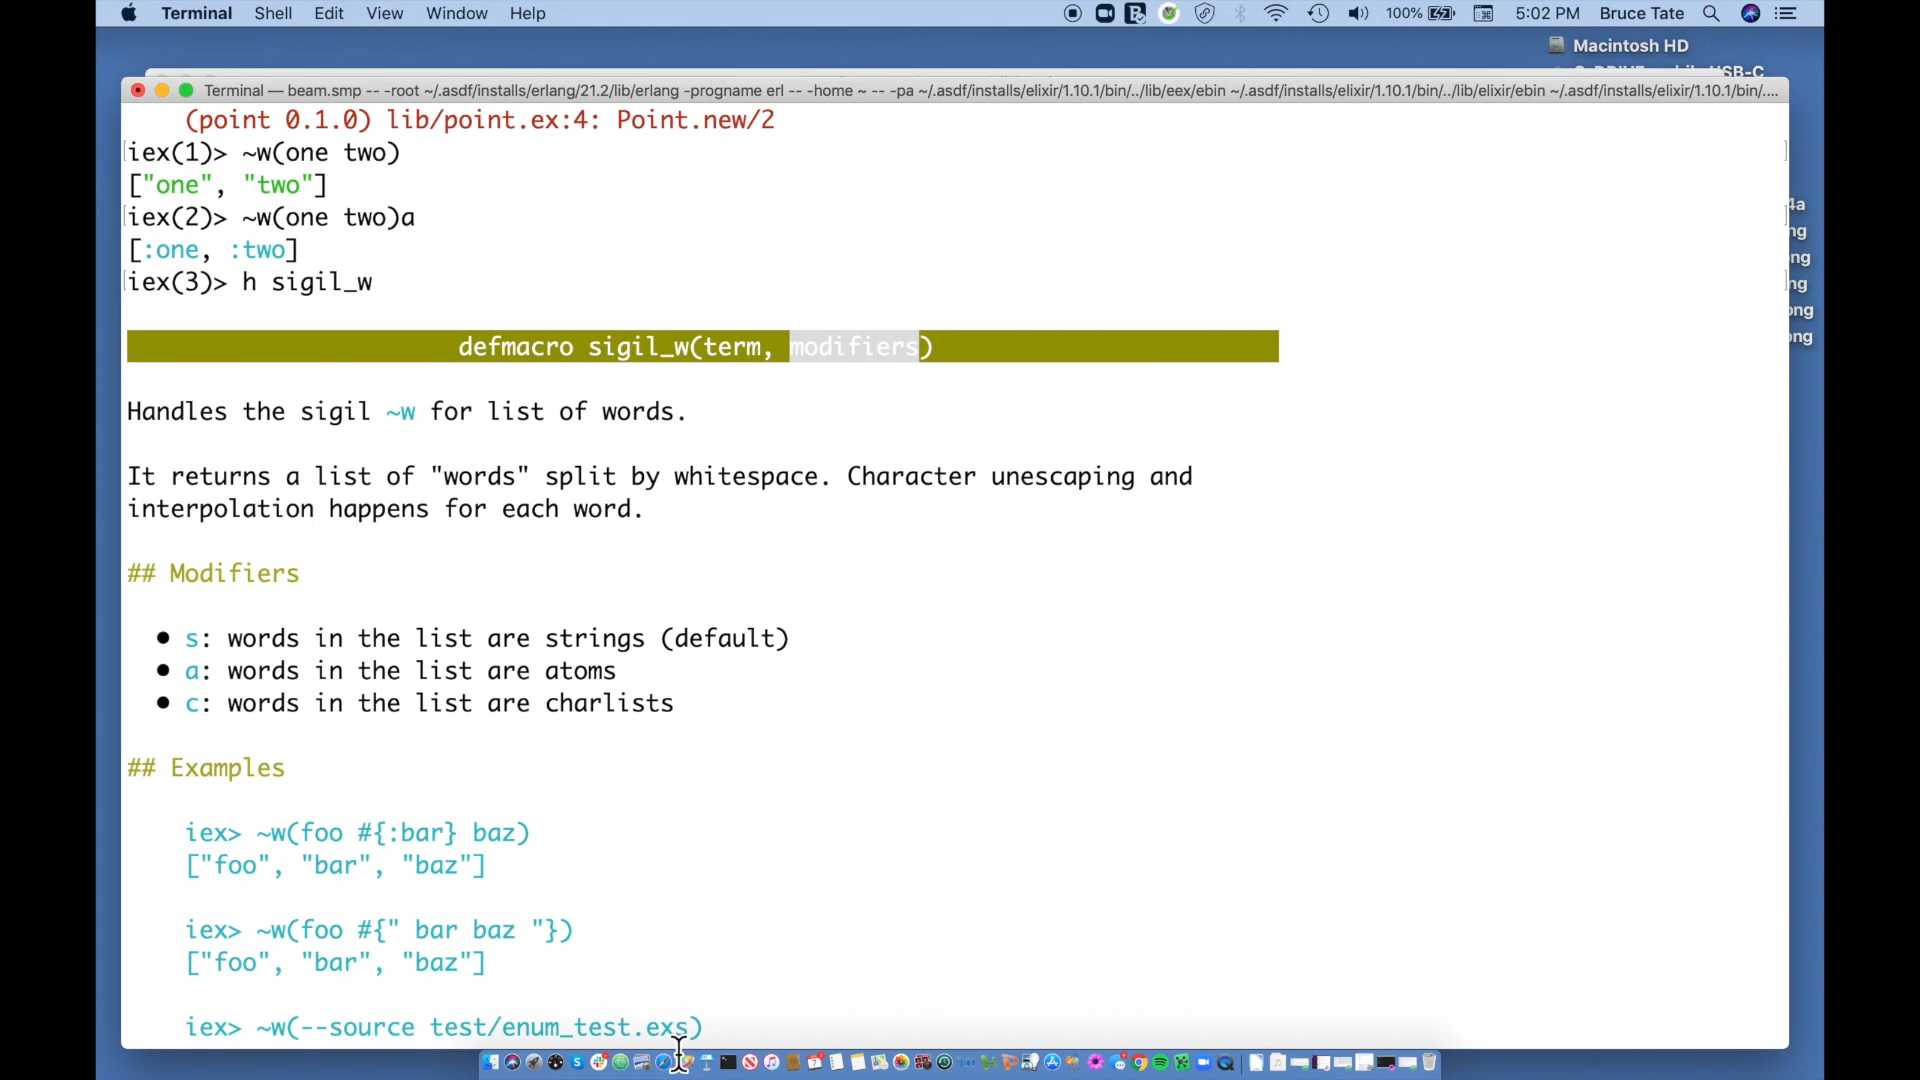 Terminal Shell Edit View Window Help 100% 5:02 PM Bruce Tate
Macintosh HD
Terminal — beam.smp -- -root ~/.asdf/installs/erlang/21.2/lib/erlang -progname erl -- -home ~ -- -pa ~/.asdf/installs/elixir/1.10.1/bin/../lib/eex/ebin ~/.asdf/installs/elixir/1.10.1/bin/../lib/elixir/ebin ~/.asdf/installs/elixir/1.10.1/bin/....
(point 0.1.0) lib/point.ex:4: Point.new/2
iex(1)> ~w(one two)
["one", "two"]
iex(2)> ~w(one two)a
[:one, :two]
iex(3)> h sigil_w
defmacro sigil_w(term, modifiers)
Handles the sigil ~w for list of words.
It returns a list of "words" split by whitespace. Character unescaping and
interpolation happens for each word.
## Modifiers
• s: words in the list are strings (default)
• a: words in the list are atoms
• c: words in the list are charlists
## Examples
iex> ~w(foo #{:bar} baz)
["foo", "bar", "baz"]
iex> ~w(foo #{" bar baz "})
["foo", "bar", "baz"]
iex> ~w(--source test/enum_test.exs)